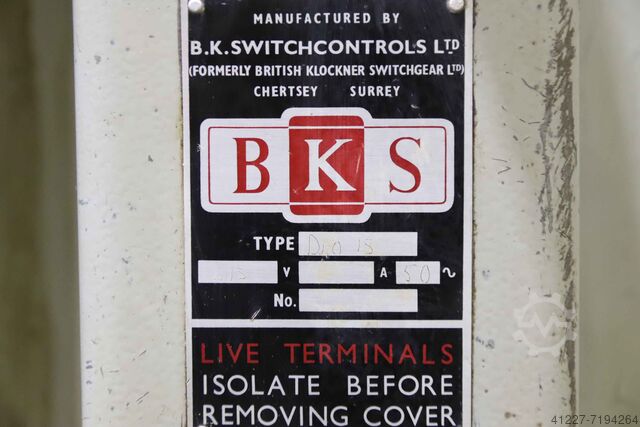 MANUFACTURED BY
B.K.SWITCHCONTROLS LTD
(FORMERLY BRITISH KLOCKNER SWITCHGEAR LTD)
CHERTSEY SURREY
BKS
TYPE
V A 50 ~
No.
LIVE TERMINALS
ISOLATE BEFORE
REMOVING COVER
41227-7194264